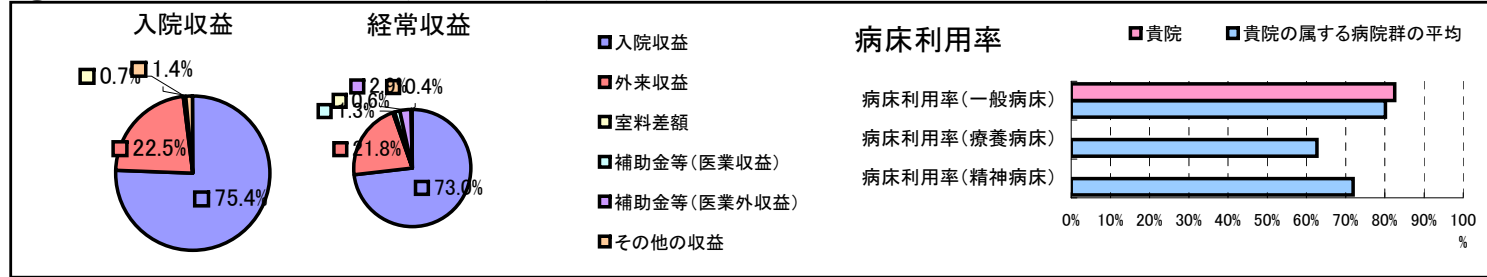 入院収益
0.7%
1.4%
22.5%
75.4%
経常収益
0.4%
0.6%
1.3%
21.8%
73.0%
入院収益
外来収益
室料差額
補助金等(医業収益)
補助金等(医業外収益)
その他の収益
病床利用率
貴院
貴院の属する病院群の平均
病床利用率(一般病床)
病床利用率(療養病床)
病床利用率(精神病床)
0% 10% 20% 30% 40% 50% 60% 70% 80% 90% 100
%